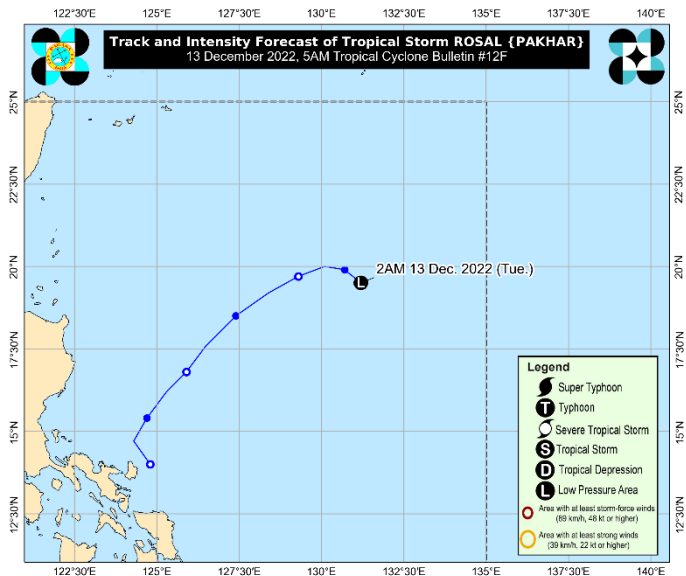 122°30'E 125°E 127°30'E 130°E 132°30'E 135°E 137°30'E 140°E
Track and Intensity Forecast of Tropical Storm ROSAL {PAKHAR}
13 December 2022, 5AM Tropical Cyclone Bulletin #12F
25°N 25°N
22°30'N 22°30'N
20°N 20°N
2AM 13 Dec. 2022 (Tue.)
L
17°30'N 17°30'N
Legend
Super Typhoon
T Typhoon
Severe Tropical Storm
15°N 15°N
S Tropical Storm
D Tropical Depression
L Low Pressure Area
12°30'N 12°30'N
Area with at least storm-force winds
(89 km/h, 48 kt or higher)
Area with at least strong winds
(39 km/h, 22 kt or higher)
122°30'E 125°E 127°30'E 130°E 132°30'E 135°E 137°30'E 140°E